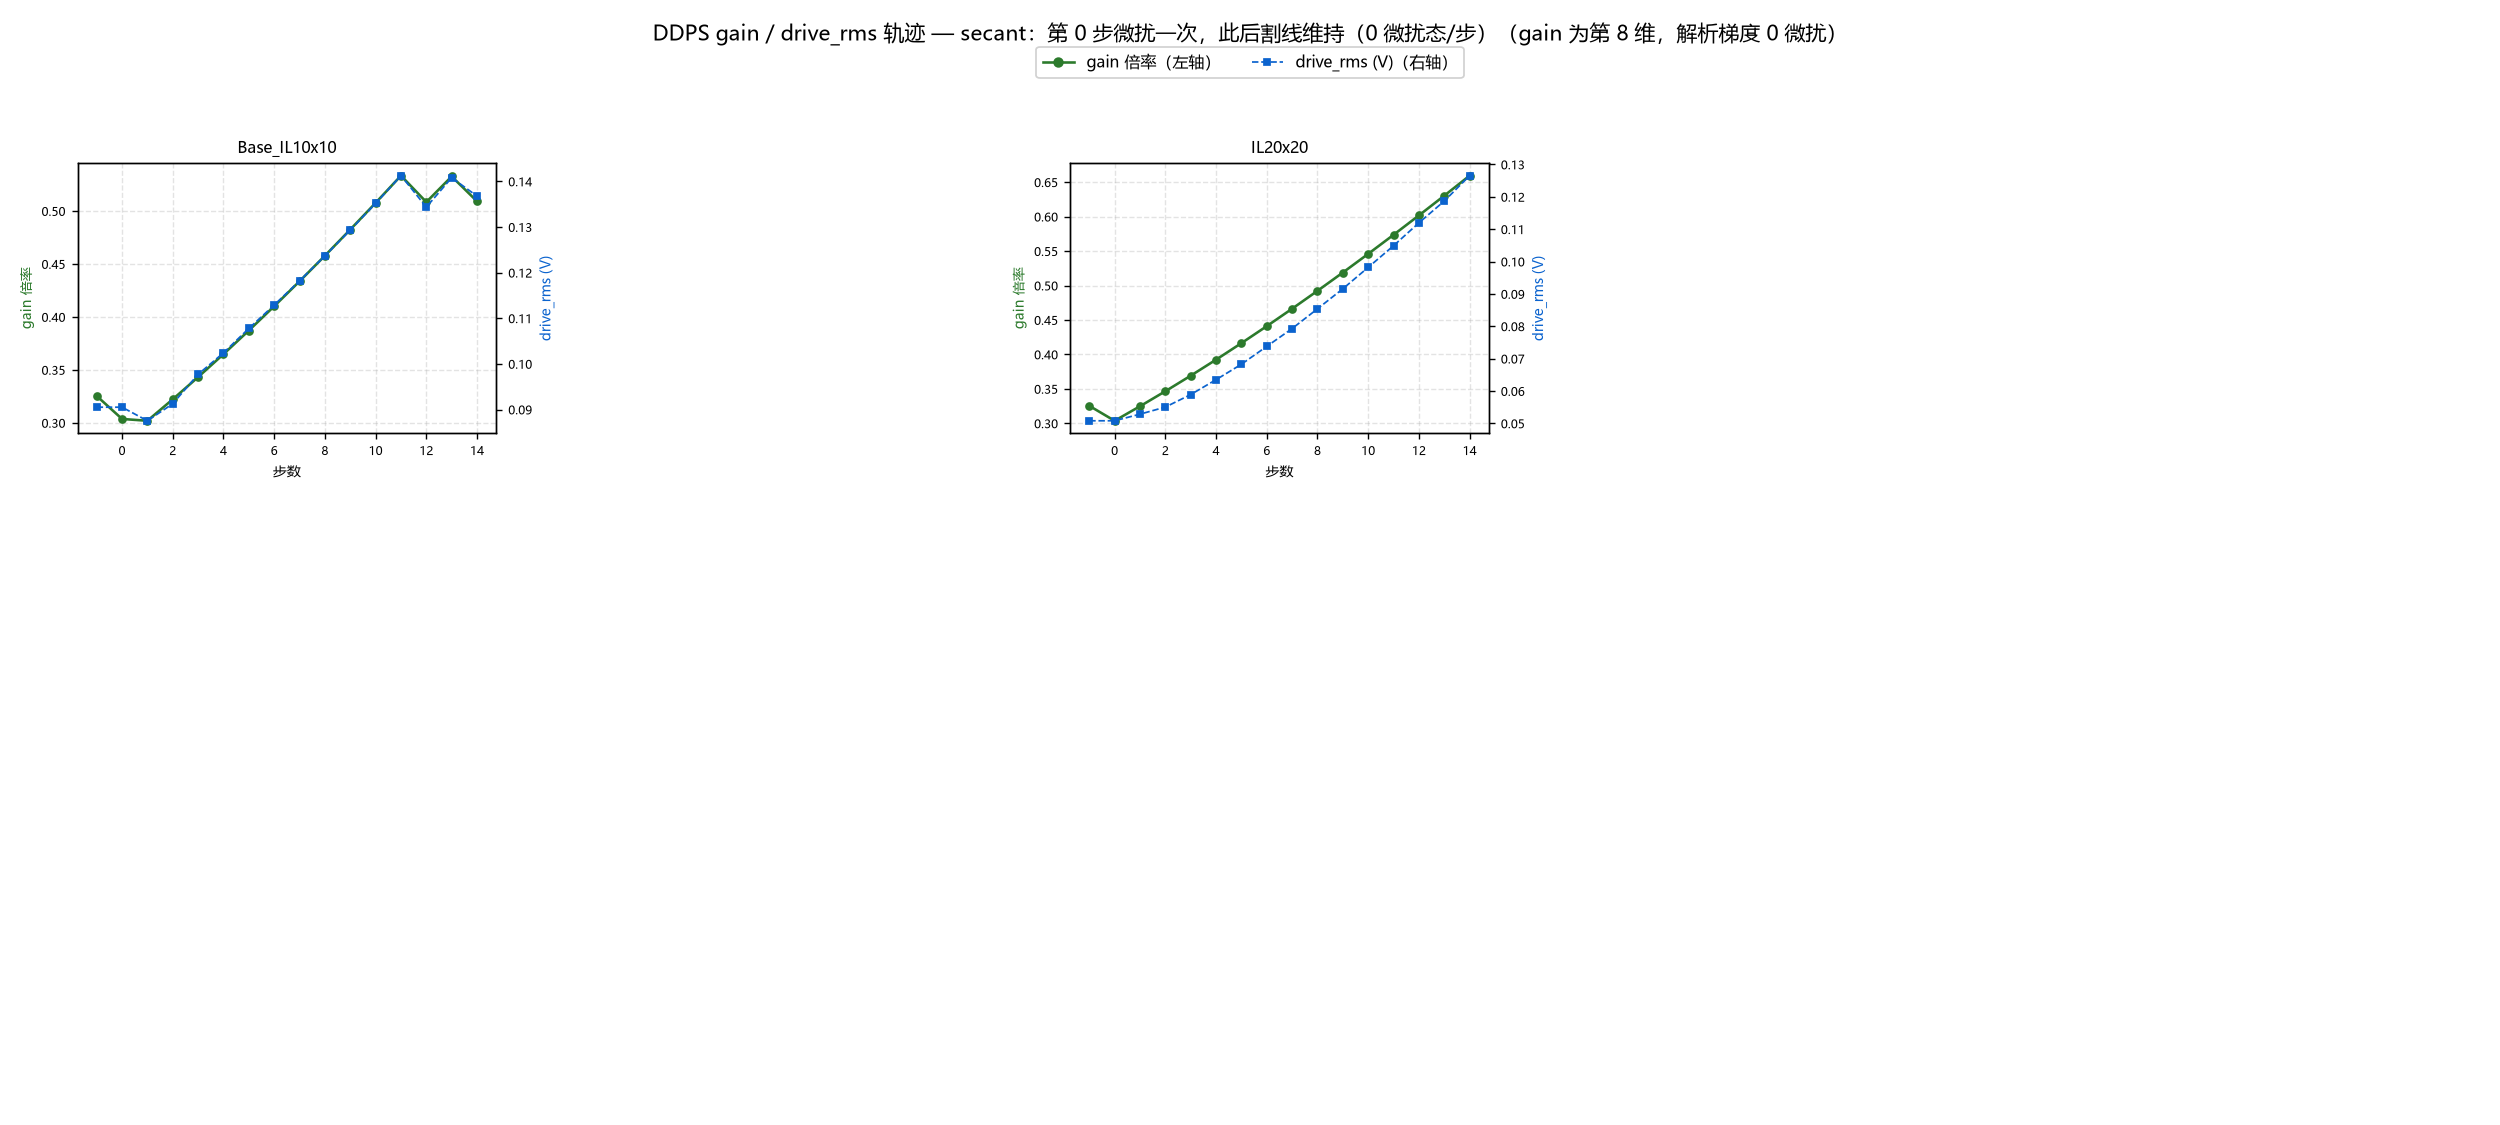 DDPS gain / drive_rms 轨迹 — secant：第 0 步微扰一次，此后割线维持（0 微扰态/步）（gain 为第 8 维，解析梯度 0 微扰）
gain 倍率（左轴） drive_rms (V)（右轴）
Base_IL10x10
0.50
0.45
0.40
0.35
0.30
gain 倍率
0.14
0.13
0.12
0.11
0.10
0.09
drive_rms (V)
0 2 4 6 8 10 12 14
步数
IL20x20
0.65
0.60
0.55
0.50
0.45
0.40
0.35
0.30
gain 倍率
0.13
0.12
0.11
0.10
0.09
0.08
0.07
0.06
0.05
drive_rms (V)
0 2 4 6 8 10 12 14
步数